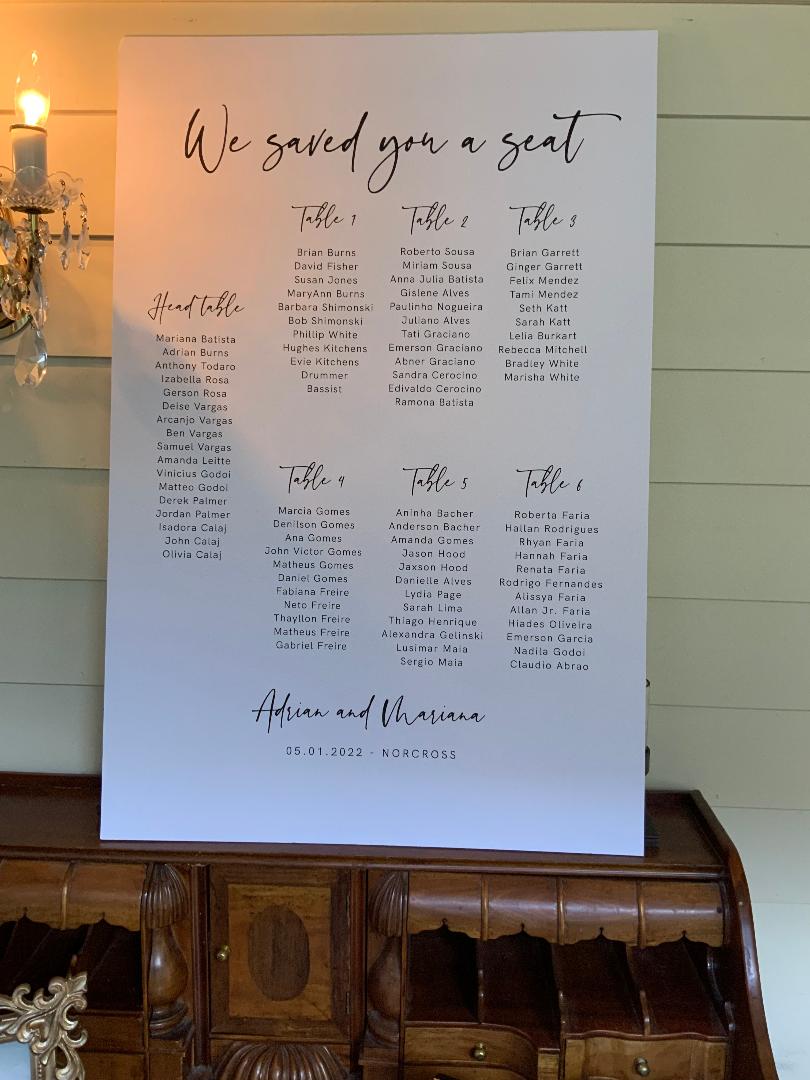 We saved you a seat
Head table
Mariana Batista
Adrian Burns
Anthony Todaro
Izabella Rosa
Gerson Rosa
Deise Vargas
Arcanjo Vargas
Ben Vargas
Samuel Vargas
Amanda Leitte
Vinicius Godoi
Matteo Godoi
Derek Palmer
Jordan Palmer
Isadora Calaj
John Calaj
Olivia Calaj
Table 1
Brian Burns
David Fisher
Susan Jones
MaryAnn Burns
Barbara Shimonski
Bob Shimonski
Phillip White
Hughes Kitchens
Evie Kitchens
Drummer
Bassist
Table 2
Roberto Sousa
Miriam Sousa
Anna Julia Batista
Gislene Alves
Paulinho Nogueira
Juliano Alves
Tati Graciano
Emerson Graciano
Abner Graciano
Sandra Cerocino
Edivaldo Cerocino
Ramona Batista
Table 3
Brian Garrett
Ginger Garrett
Felix Mendez
Tami Mendez
Seth Katt
Sarah Katt
Lelia Burkart
Rebecca Mitchell
Bradley White
Marisha White
Table 4
Marcia Gomes
Denilson Gomes
Ana Gomes
John Victor Gomes
Matheus Gomes
Daniel Gomes
Fabiana Freire
Neto Freire
Thayllon Freire
Matheus Freire
Gabriel Freire
Table 5
Aninha Bacher
Anderson Bacher
Amanda Gomes
Jason Hood
Jaxson Hood
Danielle Alves
Lydia Page
Sarah Lima
Thiago Henrique
Alexandra Gelinski
Lusimar Maia
Sergio Maia
Table 6
Roberta Faria
Hallan Rodrigues
Rhyan Faria
Hannah Faria
Renata Faria
Rodrigo Fernandes
Alissya Faria
Allan Jr. Faria
Hiades Oliveira
Emerson Garcia
Nadila Godoi
Claudio Abrao
Adrian and Mariana
05.01.2022 - NORCROSS